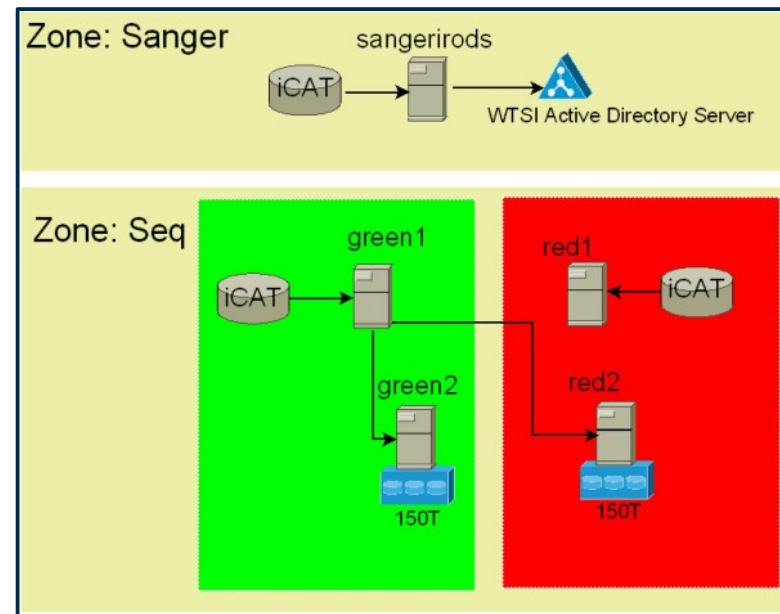 Zone: Sanger
sangerirods
iCAT
WTSI Active Directory Server
Zone: Seq
green1
red1
iCAT
iCAT
green2
red2
150T
150T